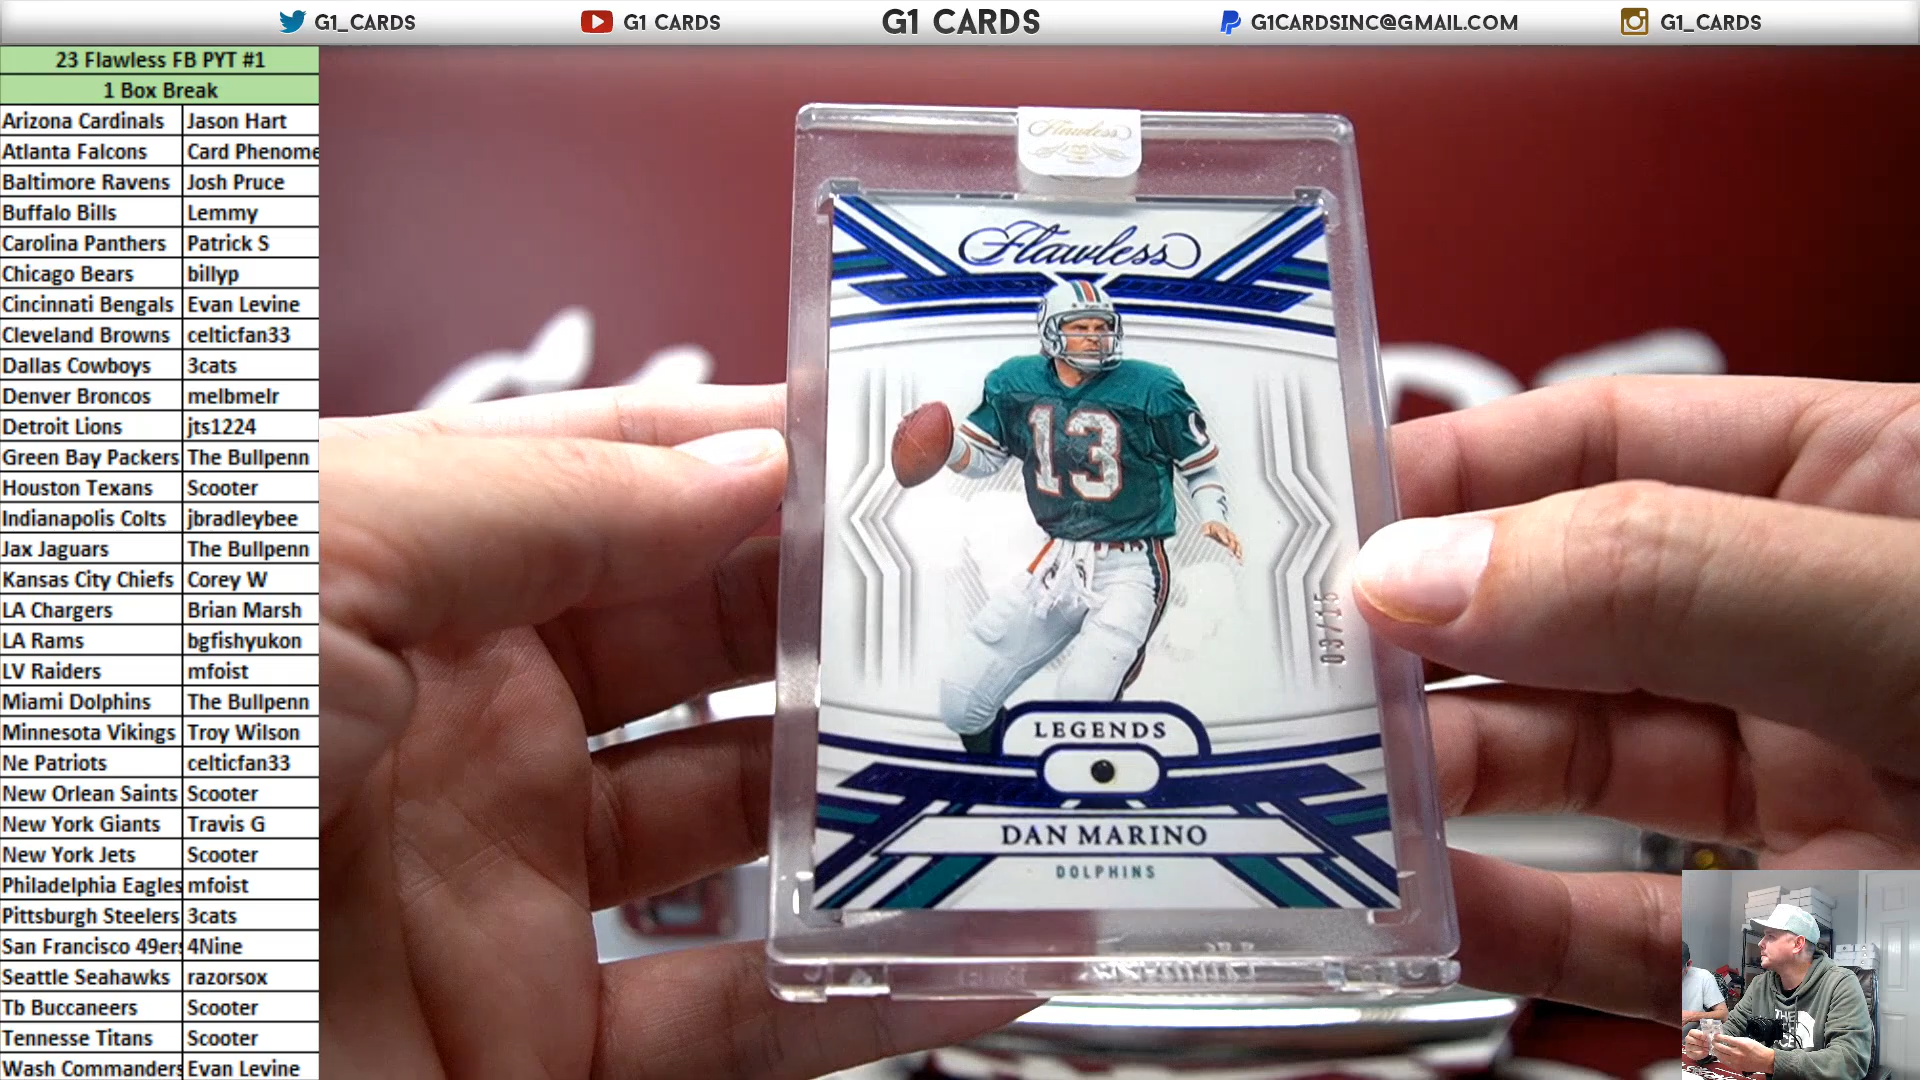 G1_CARDS G1 CARDS G1 CARDS G1CARDSINC@GMAIL.COM G1_CARDS
23 Flawless FB PYT #1
1 Box Break
Arizona Cardinals Jason Hart
Atlanta Falcons Card Phenome
Baltimore Ravens Josh Pruce
Buffalo Bills Lemmy
Carolina Panthers Patrick S
Chicago Bears billyp
Cincinnati Bengals Evan Levine
Cleveland Browns celticfan33
Dallas Cowboys 3cats
Denver Broncos melbmelr
Detroit Lions jts1224
Green Bay Packers The Bullpenn
Houston Texans Scooter
Indianapolis Colts jbradleybee
Jax Jaguars The Bullpenn
Kansas City Chiefs Corey W
LA Chargers Brian Marsh
LA Rams bgfishyukon
LV Raiders mfoist
Miami Dolphins The Bullpenn
Minnesota Vikings Troy Wilson
Ne Patriots celticfan33
New Orlean Saints Scooter
New York Giants Travis G
New York Jets Scooter
Philadelphia Eagles mfoist
Pittsburgh Steelers 3cats
San Francisco 49ers 4Nine
Seattle Seahawks razorsox
Tb Buccaneers Scooter
Tennesse Titans Scooter
Wash Commanders Evan Levine
Flawless
Flawless
13
03/15
LEGENDS
DAN MARINO
DOLPHINS
THE